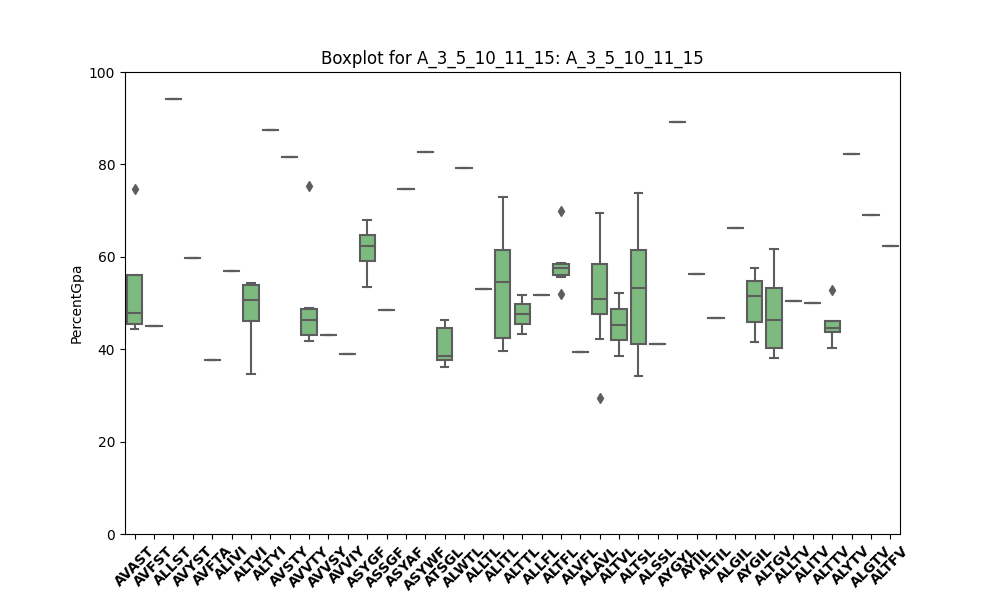 Boxplot for A_3_5_10_11_15: A_3_5_10_11_15
PercentGpa
100
80
60
40
20
0
AVAST
AVFST
ALLST
AVYST
AVFTA
ALIVI
ALTVI
ALTYI
AVSTY
AVVTY
AVVSY
AVVIY
ASYGF
ASSGF
ASYAF
ASYWF
ATSGL
ALWTL
ALLTL
ALITL
ALTTL
ALLFL
ALTFL
ALVFL
ALAVL
ALTVL
ALTSL
ALSSL
AYGYL
AYIIL
ALTIL
ALGIL
AYGIL
ALTGV
ALLTV
ALITV
ALTTV
ALYTV
ALGTV
ALTFV